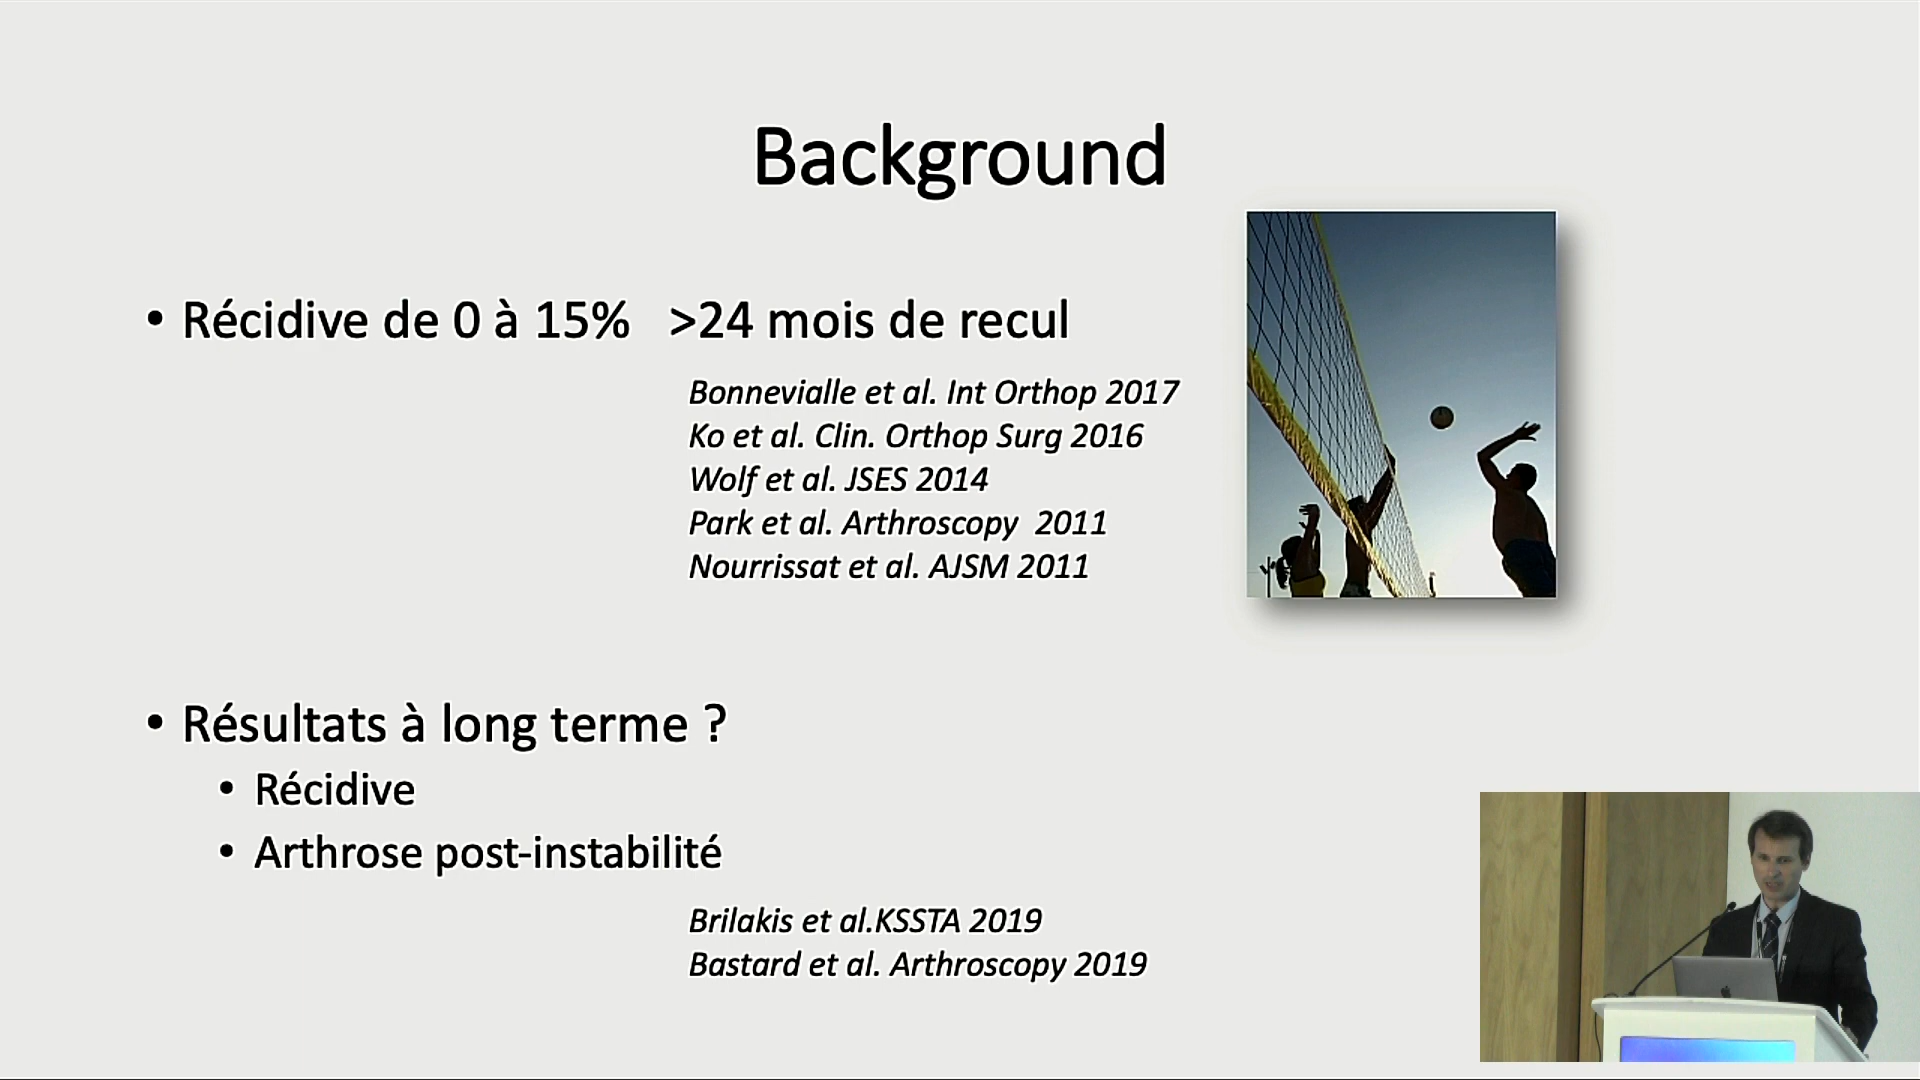 Background
• Récidive de 0 à 15% >24 mois de recul
Bonnevialle et al. Int Orthop 2017
Ko et al. Clin. Orthop Surg 2016
Wolf et al. JSES 2014
Park et al. Arthroscopy 2011
Nourrissat et al. AJSM 2011
• Résultats à long terme ?
• Récidive
• Arthrose post-instabilité
Brilakis et al.KSSTA 2019
Bastard et al. Arthroscopy 2019